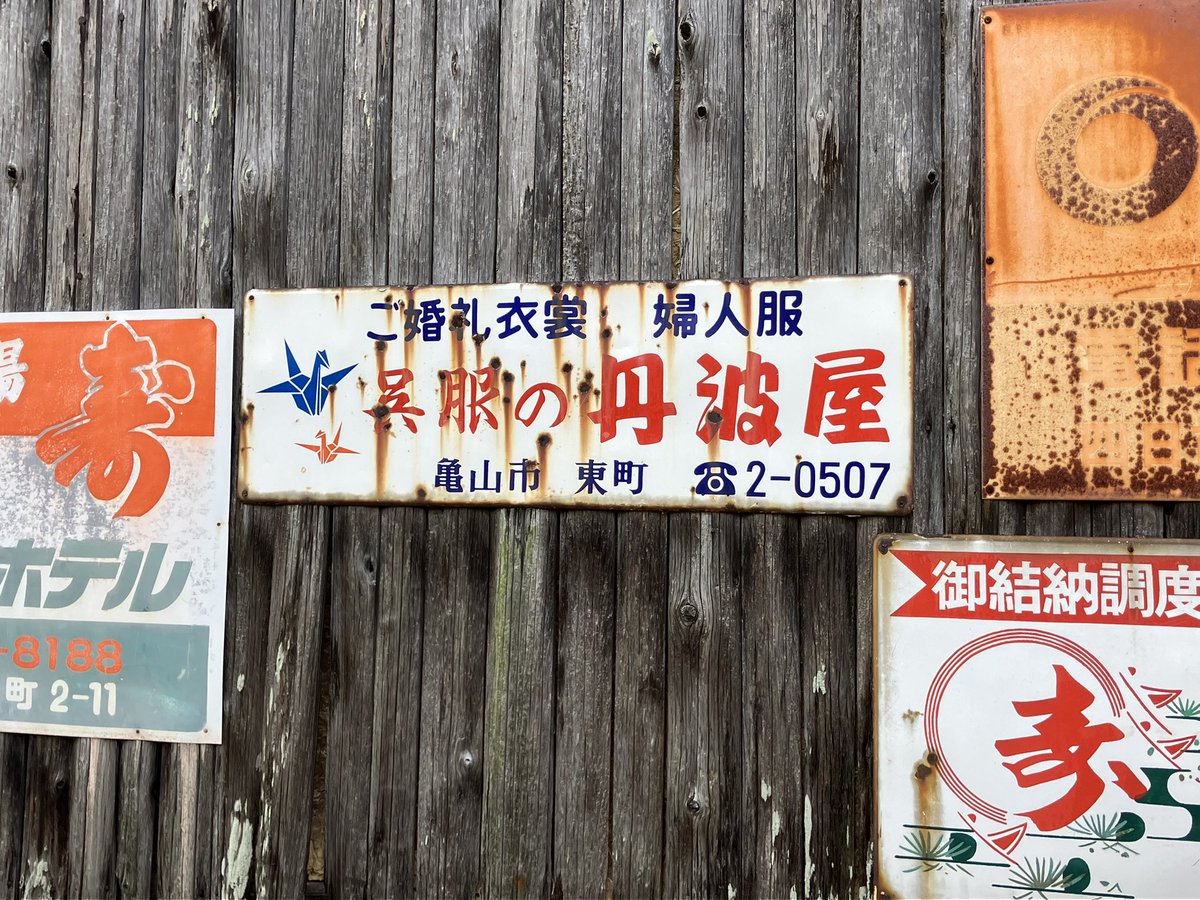 ご婚礼衣裳 婦人服
呉服の丹波屋
亀山市 東町 ☎2-0507
場
寿
ホテル
-8188
町 2-11
御結納調度
寿